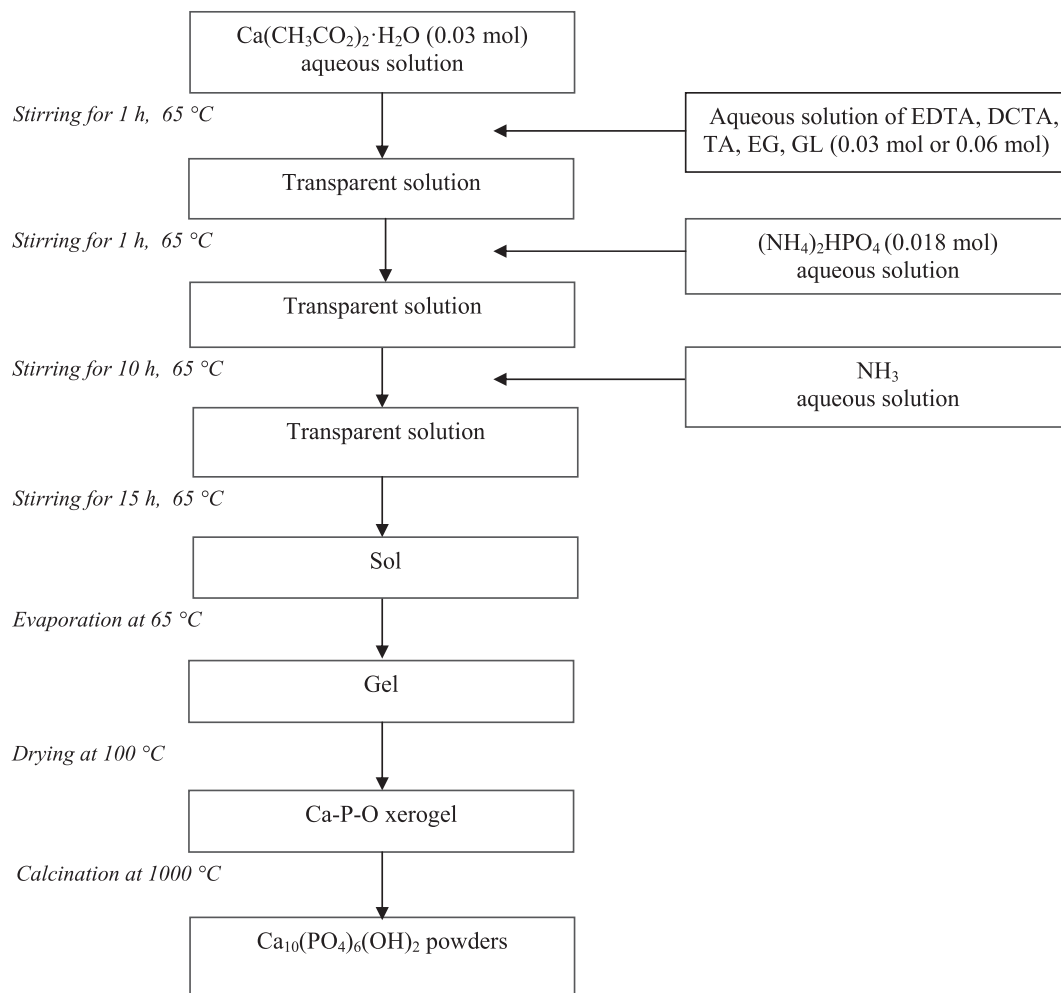 Ca(CH₃CO₂)₂·H₂O (0.03 mol)
aqueous solution
Stirring for 1 h, 65 °C
Aqueous solution of EDTA, DCTA,
TA, EG, GL (0.03 mol or 0.06 mol)
Transparent solution
Stirring for 1 h, 65 °C
(NH₄)₂HPO₄ (0.018 mol)
aqueous solution
Transparent solution
Stirring for 10 h, 65 °C
NH₃
aqueous solution
Transparent solution
Stirring for 15 h, 65 °C
Sol
Evaporation at 65 °C
Gel
Drying at 100 °C
Ca-P-O xerogel
Calcination at 1000 °C
Ca₁₀(PO₄)₆(OH)₂ powders